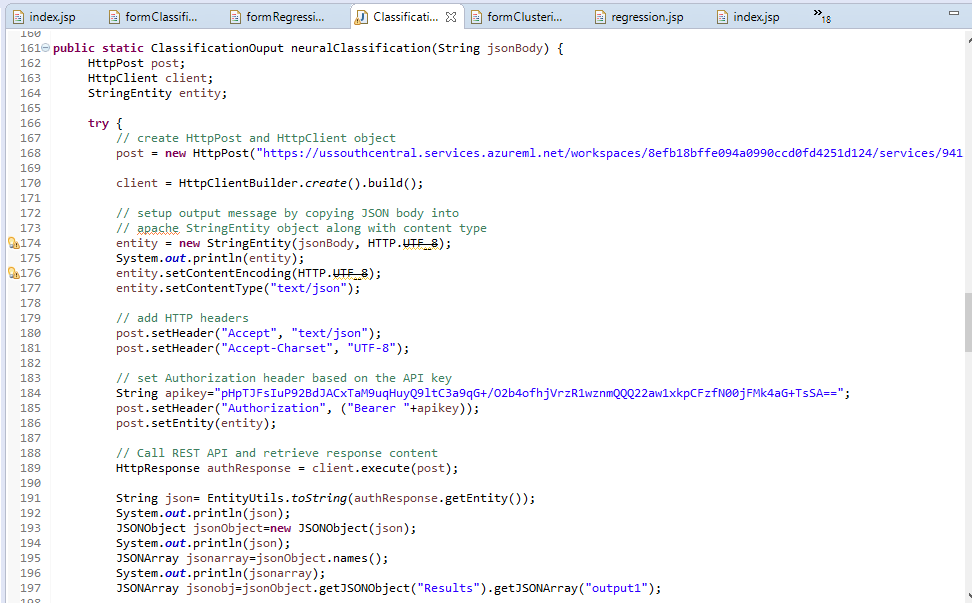 index.jsp formClassifi... formRegressi... Classificati... formClusteri... regression.jsp index.jsp »18
160
161 public static ClassificationOuput neuralClassification(String jsonBody) {
162 HttpPost post;
163 HttpClient client;
164 StringEntity entity;
165
166 try {
167 // create HttpPost and HttpClient object
168 post = new HttpPost("https://ussouthcentral.services.azureml.net/workspaces/8efb18bffe094a0990ccd0fd4251d124/services/941
169
170 client = HttpClientBuilder.create().build();
171
172 // setup output message by copying JSON body into
173 // apache StringEntity object along with content type
174 entity = new StringEntity(jsonBody, HTTP.UTF_8);
175 System.out.println(entity);
176 entity.setContentEncoding(HTTP.UTF_8);
177 entity.setContentType("text/json");
178
179 // add HTTP headers
180 post.setHeader("Accept", "text/json");
181 post.setHeader("Accept-Charset", "UTF-8");
182
183 // set Authorization header based on the API key
184 String apikey="pHpTJFsIuP92BdJACxTaM9uqHuyQ9ltC3a9qG+/O2b4ofhjVrzR1wznmQQQ22aw1xkpCFzfN00jFMk4aG+TsSA==";
185 post.setHeader("Authorization", ("Bearer "+apikey));
186 post.setEntity(entity);
187
188 // Call REST API and retrieve response content
189 HttpResponse authResponse = client.execute(post);
190
191 String json= EntityUtils.toString(authResponse.getEntity());
192 System.out.println(json);
193 JSONObject jsonObject=new JSONObject(json);
194 System.out.println(json);
195 JSONArray jsonarray=jsonObject.names();
196 System.out.println(jsonarray);
197 JSONArray jsonobj=jsonObject.getJSONObject("Results").getJSONArray("output1");
198